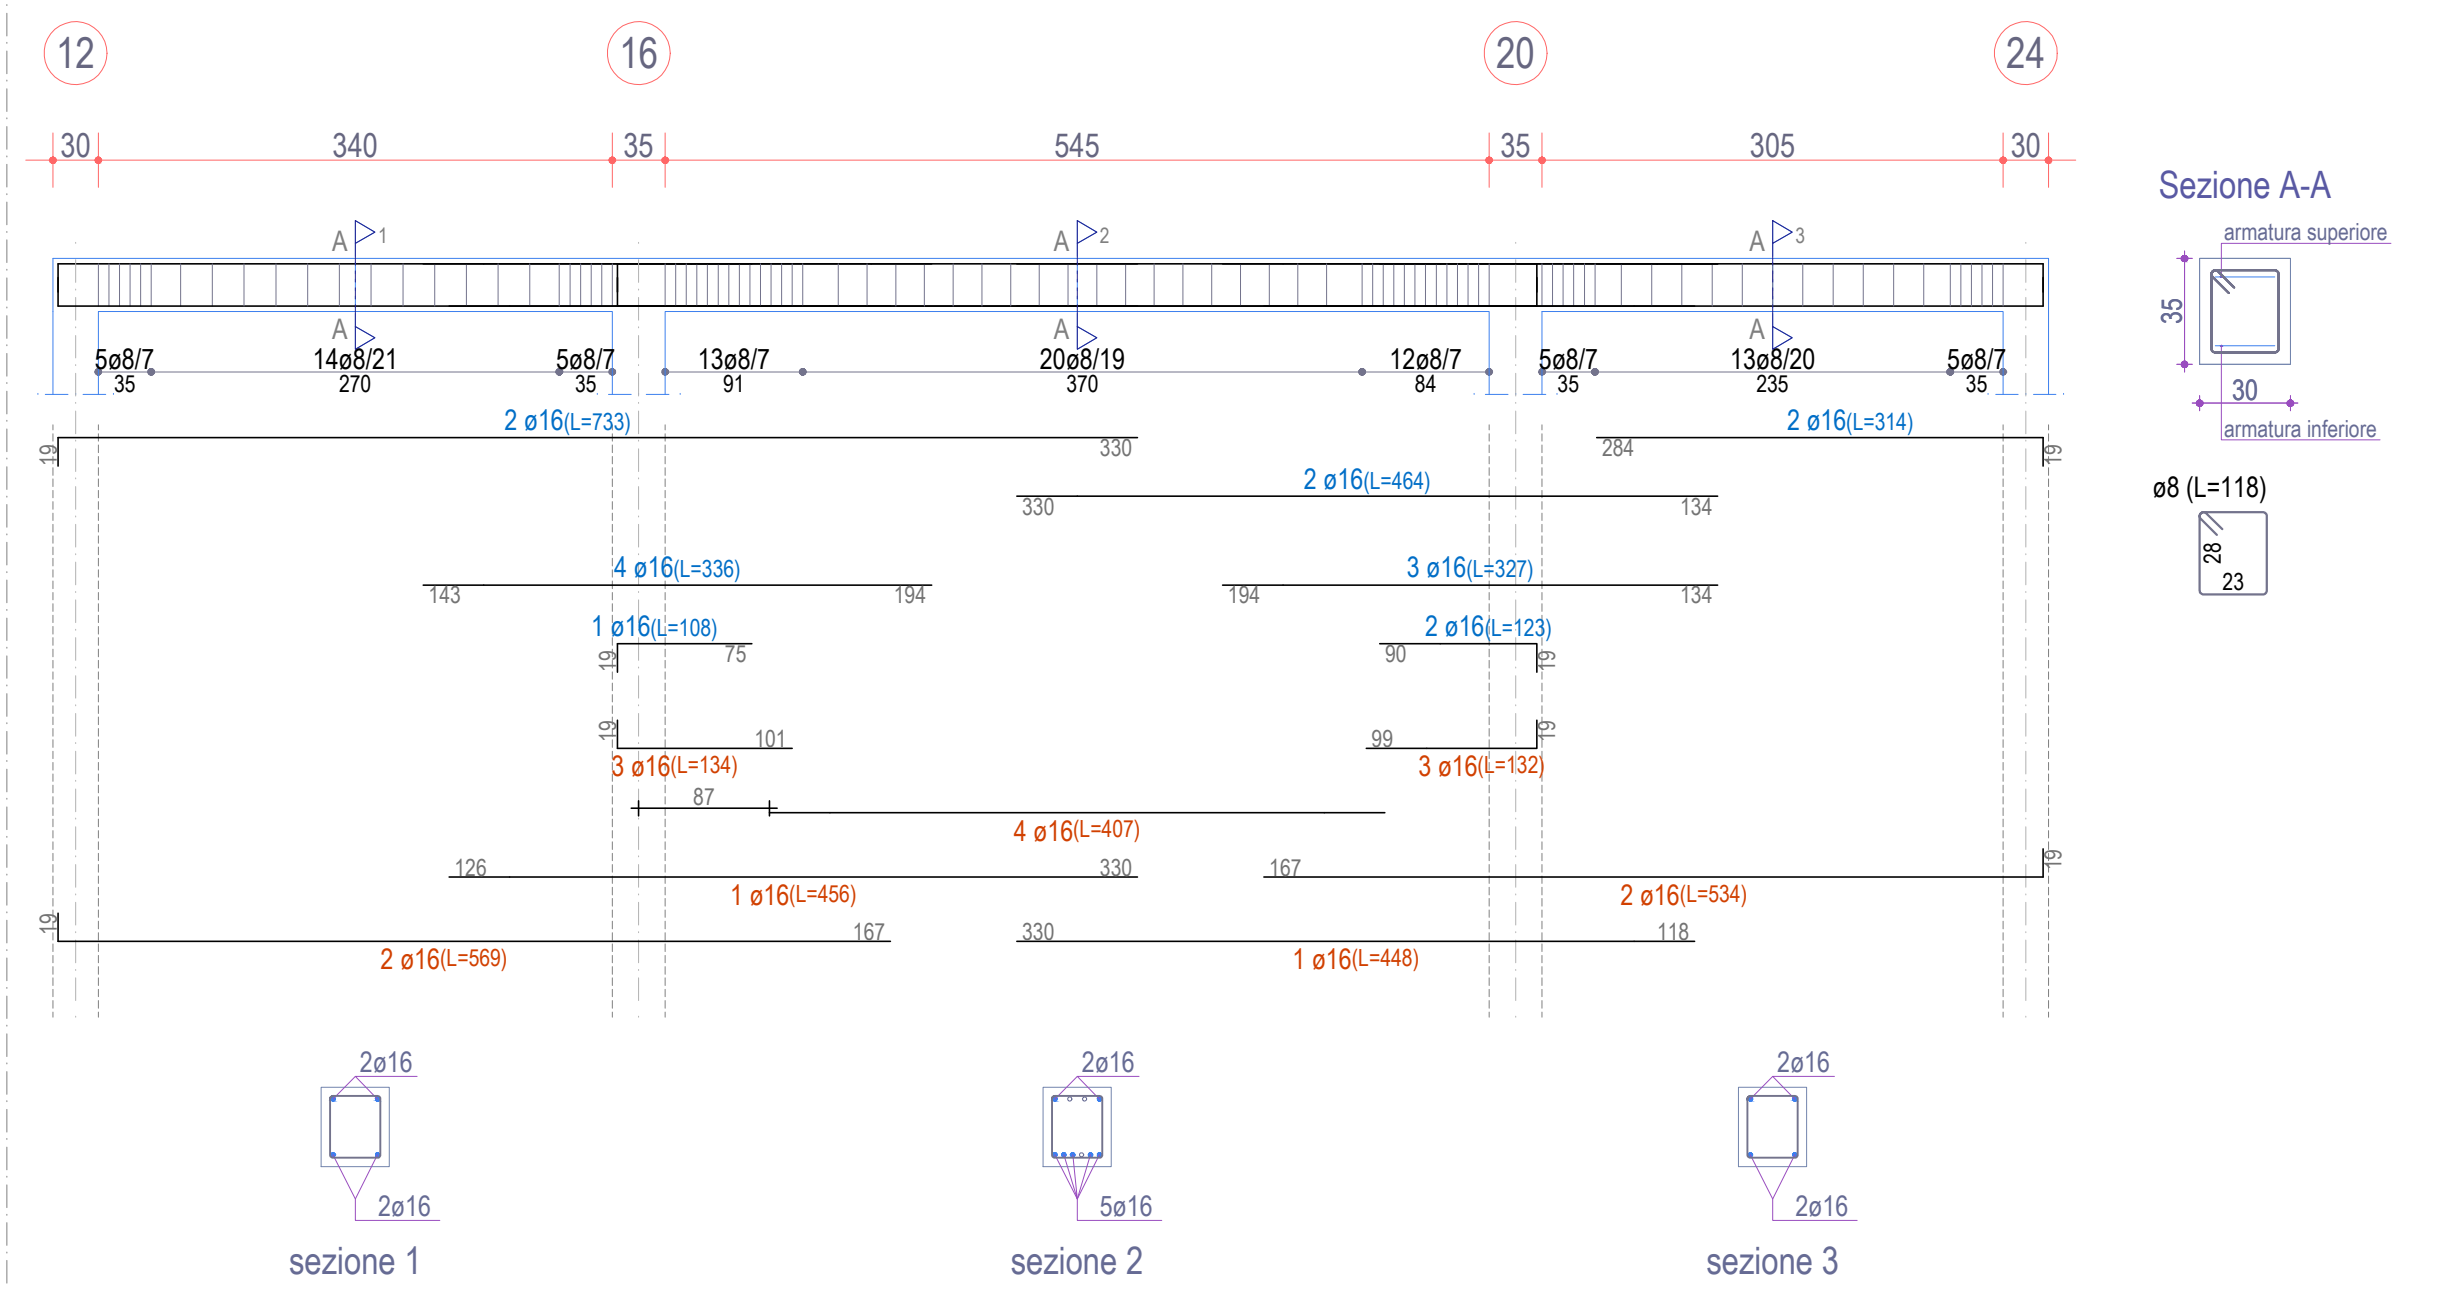 12 16 20 24
30 340 35 545 35 305 30
Sezione A-A
armatura superiore
A 1 A 2 A 3
35
A A A
5ø8/7 14ø8/21 5ø8/7 13ø8/7 20ø8/19 12ø8/7 5ø8/7 13ø8/20 5ø8/7
35 270 35 91 370 84 35 235 35
30
armatura inferiore
2 ø16(L=733) 2 ø16(L=314)
19 330 284 19
2 ø16(L=464)
330 134
ø8 (L=118)
28
23
4 ø16(L=336) 3 ø16(L=327)
143 194 194 134
1 ø16(L=108) 2 ø16(L=123)
19 75 90 19
19 101 99 19
3 ø16(L=134) 3 ø16(L=132)
87
4 ø16(L=407)
126 330 167 19
1 ø16(L=456) 2 ø16(L=534)
19 167 330 118
2 ø16(L=569) 1 ø16(L=448)
2ø16 2ø16 2ø16
2ø16 5ø16 2ø16
sezione 1 sezione 2 sezione 3